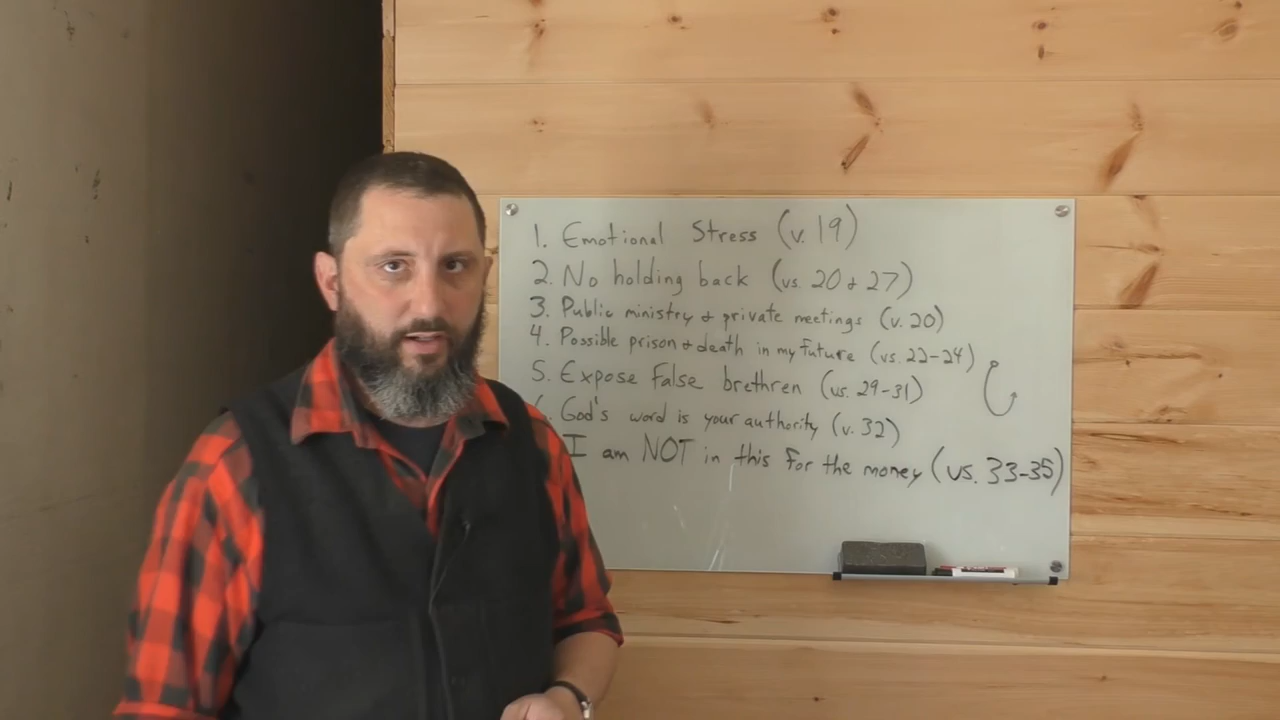 1. Emotional Stress (v. 19)
2. No holding back (vs. 20 & 27)
3. Public ministry & private meetings (v. 20)
4. Possible prison & death in my future (vs. 22-24)
5. Expose false brethren (vs. 29-31)
God's word is your authority (v. 32)
I am NOT in this for the money (vs. 33-35)